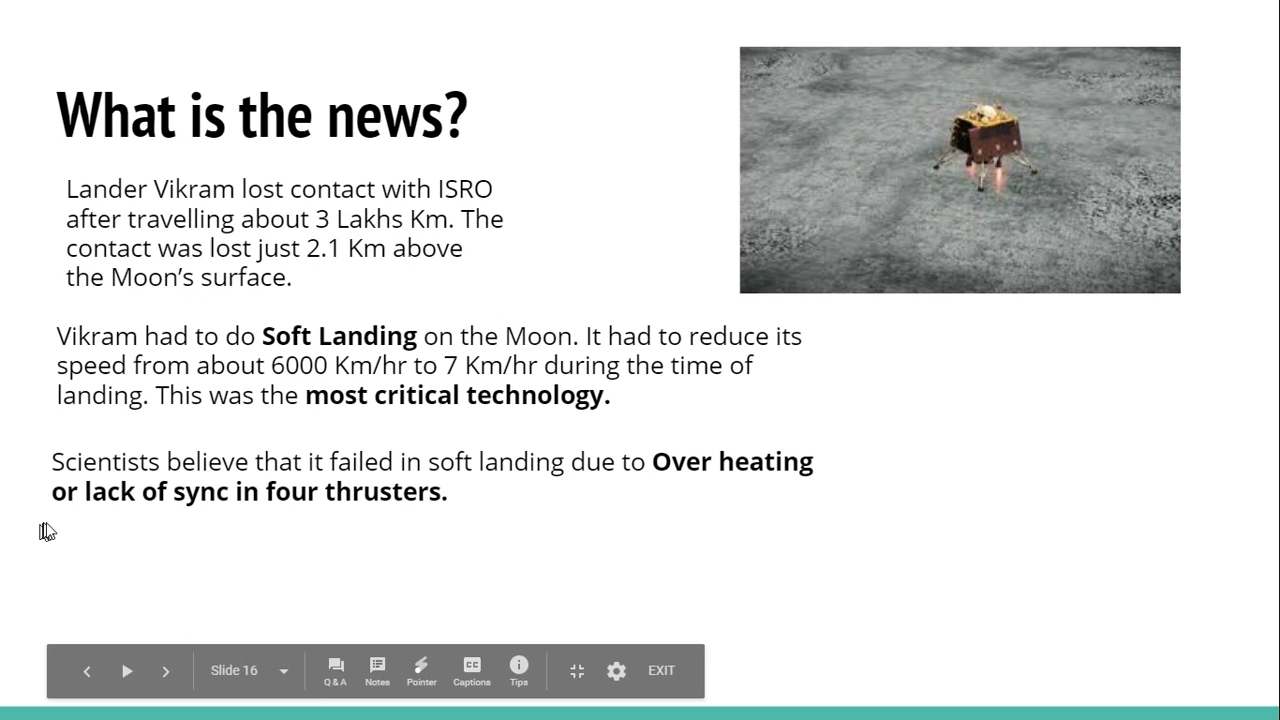 What is the news?
Lander Vikram lost contact with ISRO
after travelling about 3 Lakhs Km. The
contact was lost just 2.1 Km above
the Moon’s surface.
Vikram had to do Soft Landing on the Moon. It had to reduce its
speed from about 6000 Km/hr to 7 Km/hr during the time of
landing. This was the most critical technology.
Scientists believe that it failed in soft landing due to Over heating
or lack of sync in four thrusters.
Slide 16
Q & A
Notes
Pointer
CC
Captions
Tips
EXIT